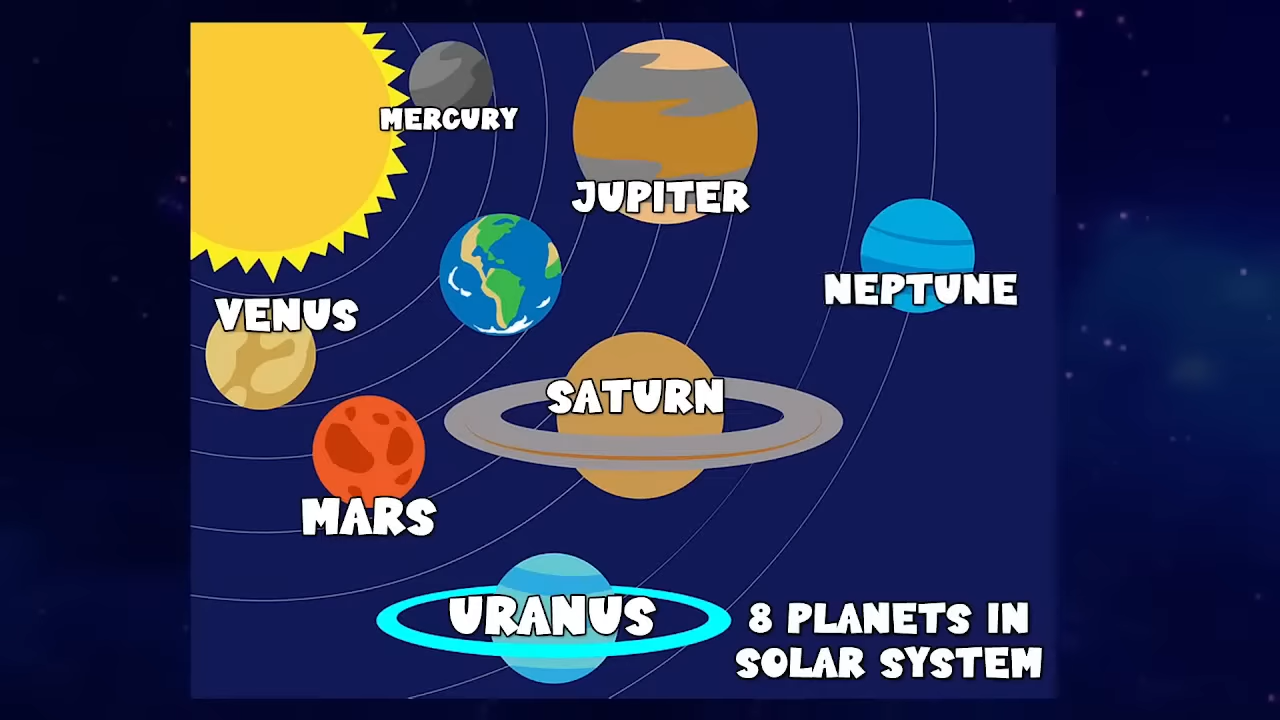 MERCURY
JUPITER
NEPTUNE
VENUS
SATURN
MARS
URANUS
8 PLANETS IN
SOLAR SYSTEM